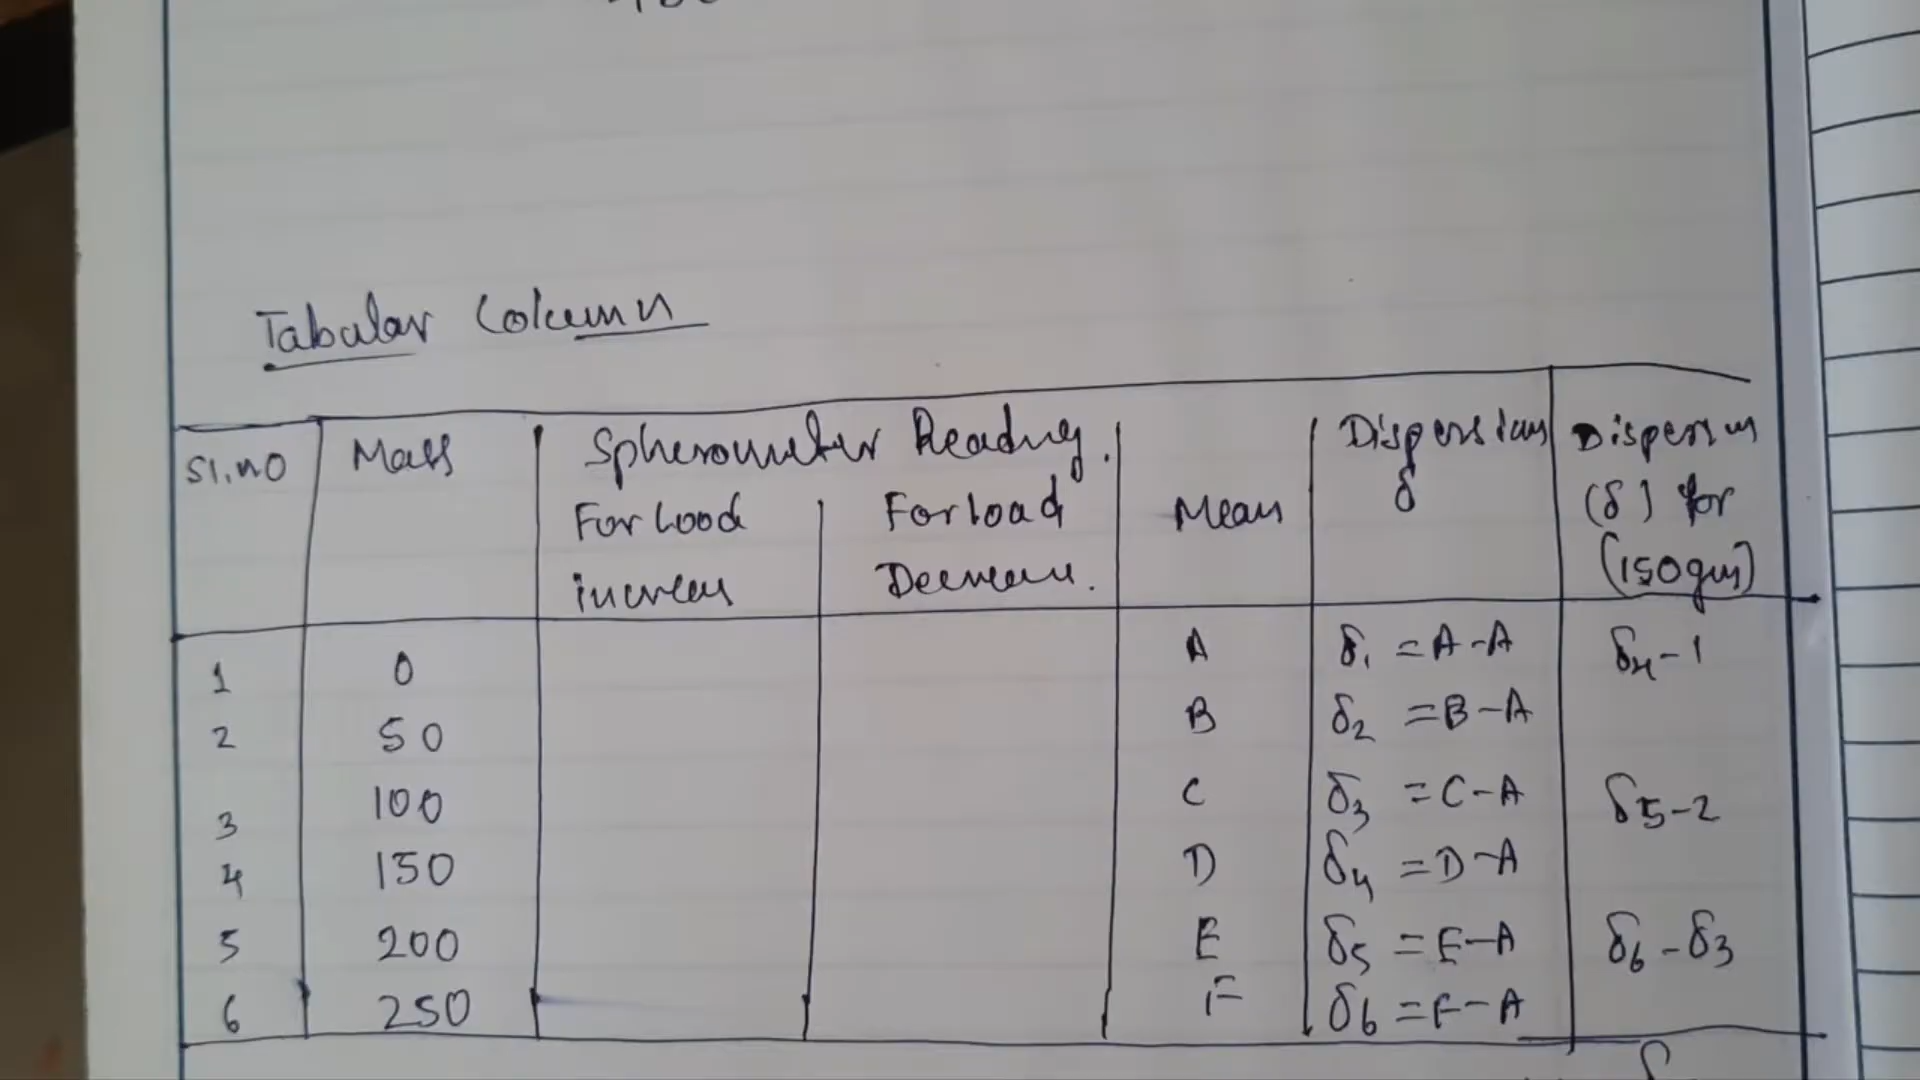 Tabular Column
Sl.no Mass Spherometer Reading. Mean Dispersion δ Dispersion (δ) for (150gm)
For Load increas For load Decrease.
1 0 A δ1 = A-A δ4-1
2 50 B δ2 = B-A
3 100 C δ3 = C-A δ5-2
4 150 D δ4 = D-A
5 200 E δ5 = E-A δ6-δ3
6 250 F δ6 = F-A